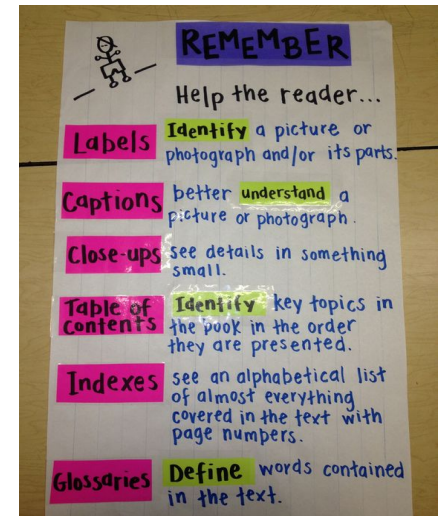 REMEMBER
Help the reader...
Labels
Identify a picture or
photograph and/or its parts.
Captions
better understand a
picture or photograph.
Close-ups
see details in something
small.
Table of
Contents
Identify key topics in
the book in the order
they are presented.
Indexes
see an alphabetical list
of almost everything
covered in the text with
page numbers.
Glossaries
Define words contained
in the text.